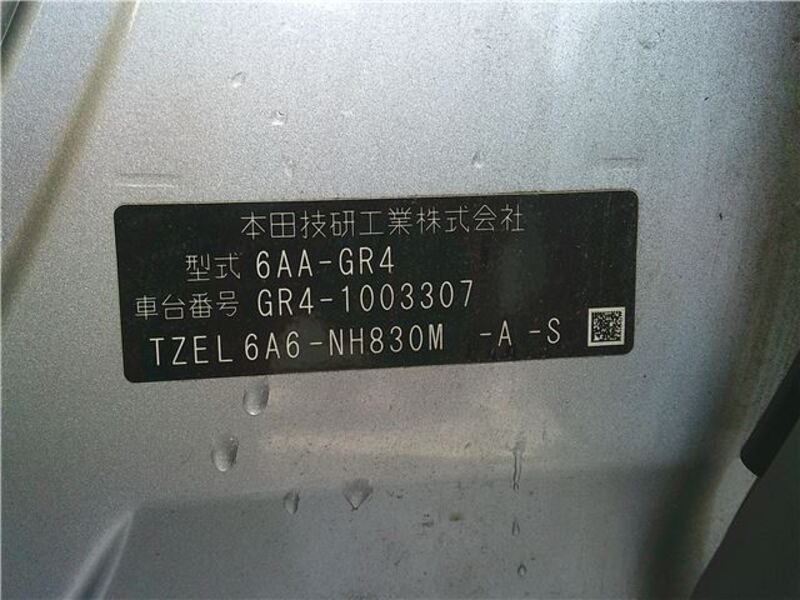 本田技研工業株式会社
型式 6AA-GR4
車台番号 GR4-1003307
TZEL6A6-NH830M -A-S